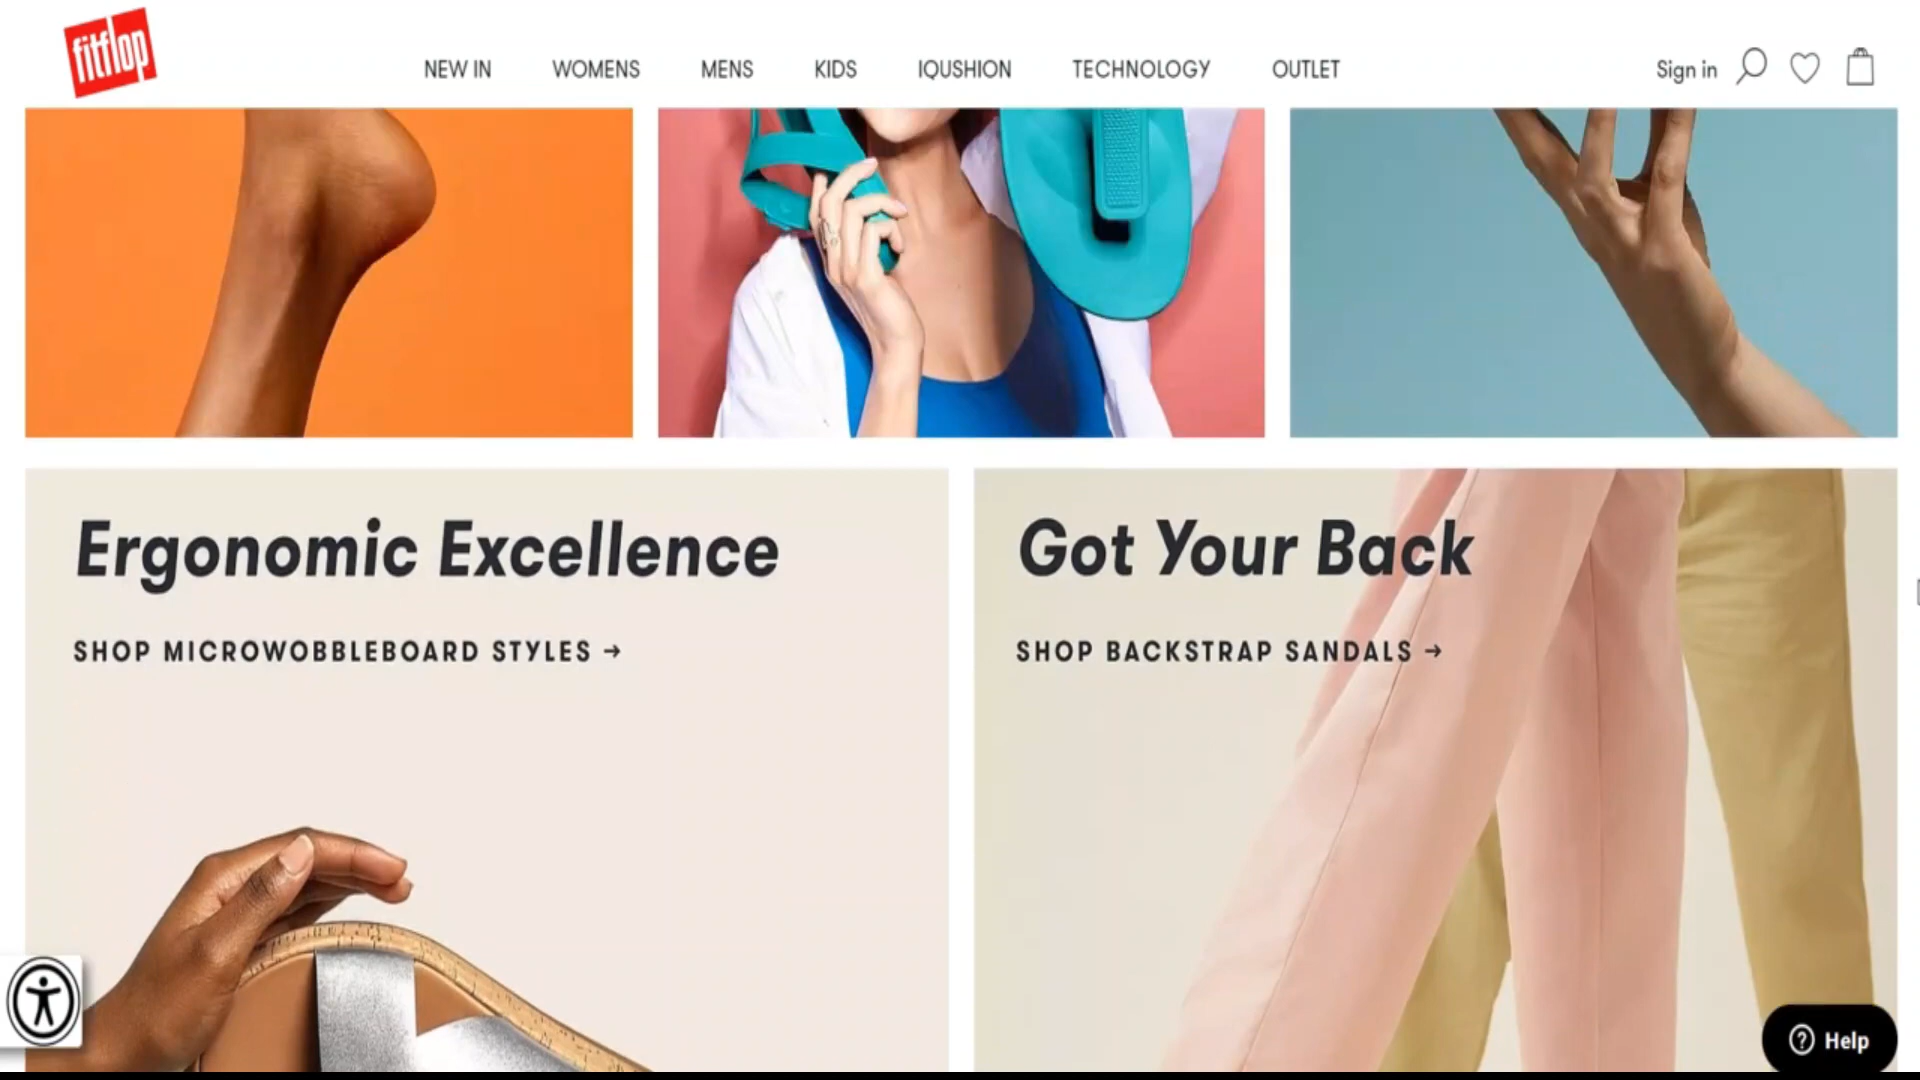 fitflop
NEW IN WOMENS MENS KIDS IQUSHION TECHNOLOGY OUTLET Sign in
Ergonomic Excellence
SHOP MICROWOBBLEBOARD STYLES →
Got Your Back
SHOP BACKSTRAP SANDALS →
Help